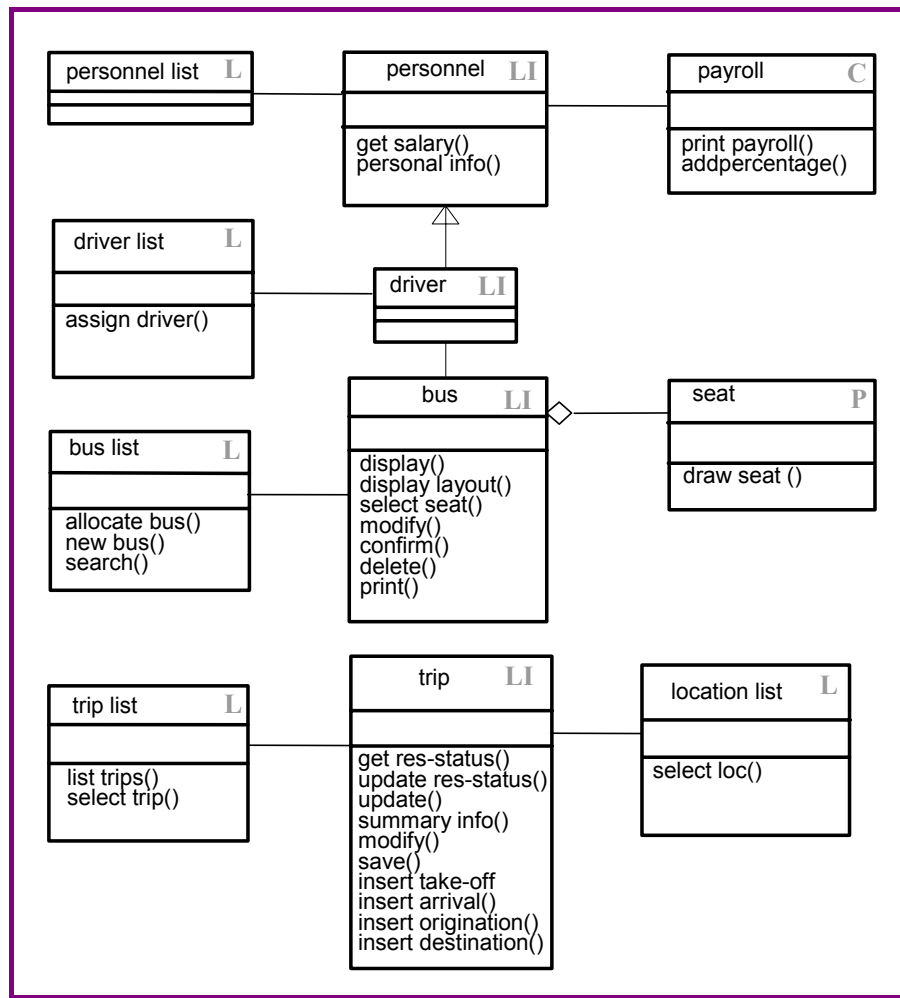 personnel list L
personnel LI
get salary()
personal info()
payroll C
print payroll()
addpercentage()
driver list L
assign driver()
driver LI
bus list L
allocate bus()
new bus()
search()
bus LI
display()
display layout()
select seat()
modify()
confirm()
delete()
print()
seat P
draw seat ()
trip list L
list trips()
select trip()
trip LI
get res-status()
update res-status()
update()
summary info()
modify()
save()
insert take-off
insert arrival()
insert origination()
insert destination()
location list L
select loc()